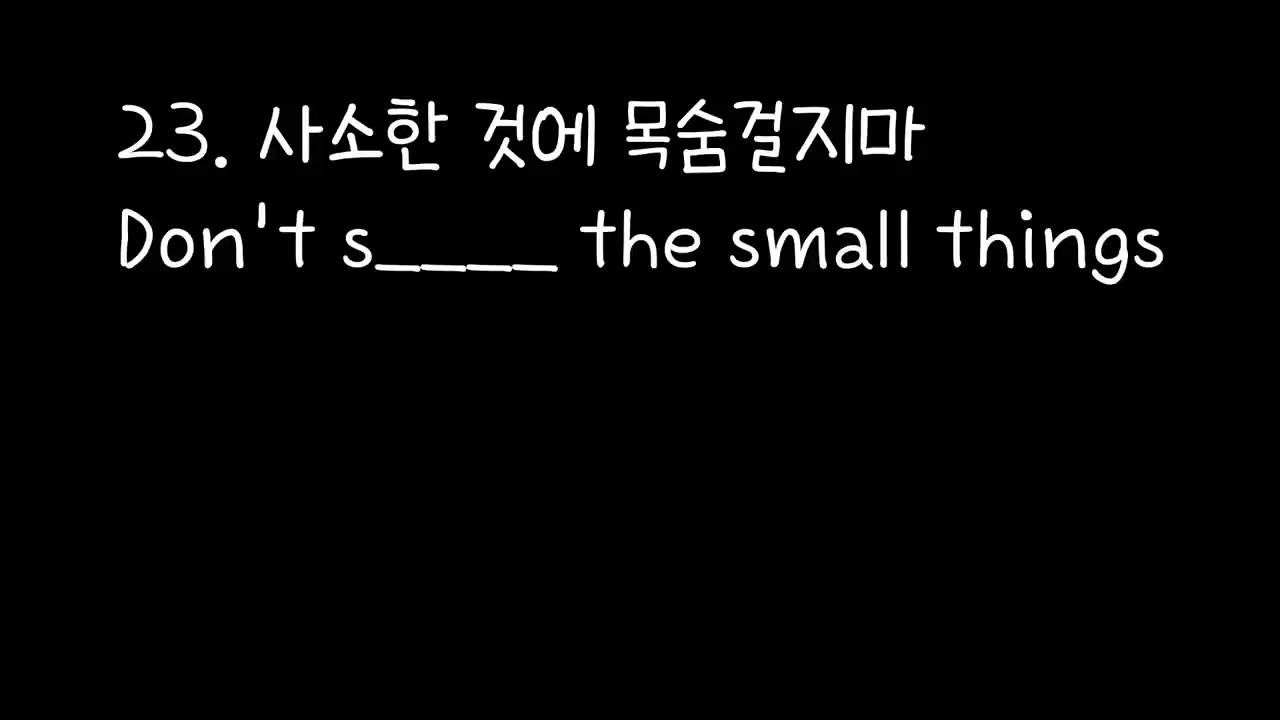 23. 사소한 것에 목숨걸지마
Don't s____ the small things